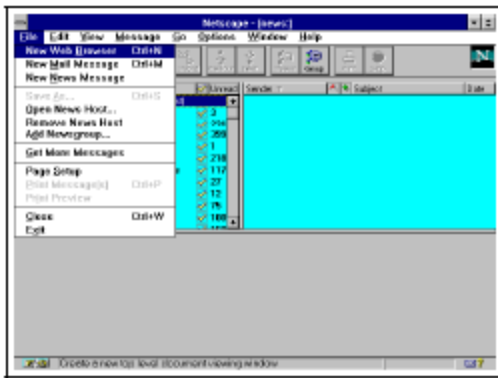 Netscape - [news:]
File Edit View Message Go Options Window Help
New Web Browser Ctrl+N
New Mail Message Ctrl+M
New News Message
Save As... Ctrl+S
Open News Host...
Remove News Host
Add Newsgroup...
Get More Messages
Page Setup
Print Message(s) Ctrl+P
Print Preview
Close Ctrl+W
Exit
Group
N
Unread Sender Subject Date
3
399
1
218
117
27
12
75
188
Create a new top level document viewing window
?